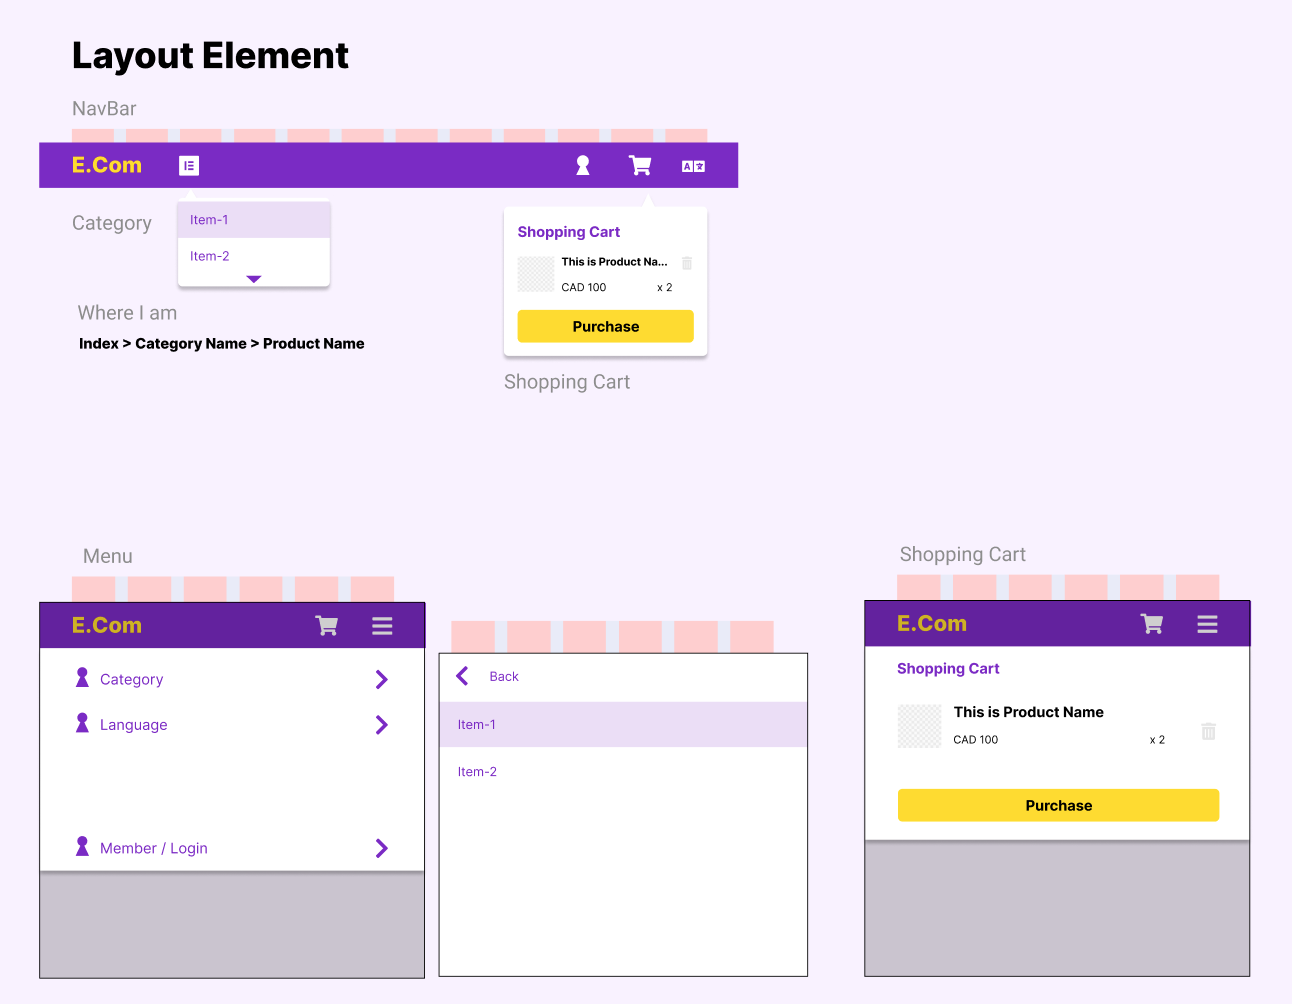 Layout Element
NavBar
E.Com
A
Category
Item-1
Item-2
Where I am
Index > Category Name > Product Name
Shopping Cart
This is Product Na...
CAD 100 x 2
Purchase
Shopping Cart
Menu
E.Com
Category
Language
Member / Login
Back
Item-1
Item-2
Shopping Cart
E.Com
Shopping Cart
This is Product Name
CAD 100 x 2
Purchase